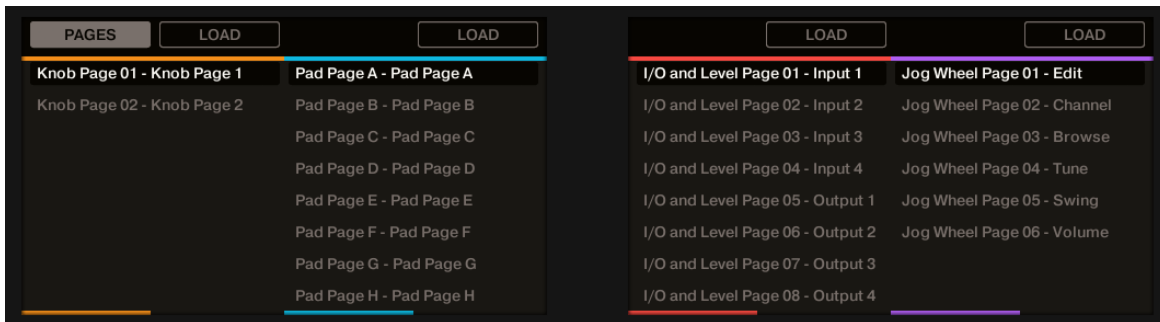 PAGES LOAD LOAD LOAD LOAD
Knob Page 01 - Knob Page 1
Knob Page 02 - Knob Page 2
Pad Page A - Pad Page A
Pad Page B - Pad Page B
Pad Page C - Pad Page C
Pad Page D - Pad Page D
Pad Page E - Pad Page E
Pad Page F - Pad Page F
Pad Page G - Pad Page G
Pad Page H - Pad Page H
I/O and Level Page 01 - Input 1
I/O and Level Page 02 - Input 2
I/O and Level Page 03 - Input 3
I/O and Level Page 04 - Input 4
I/O and Level Page 05 - Output 1
I/O and Level Page 06 - Output 2
I/O and Level Page 07 - Output 3
I/O and Level Page 08 - Output 4
Jog Wheel Page 01 - Edit
Jog Wheel Page 02 - Channel
Jog Wheel Page 03 - Browse
Jog Wheel Page 04 - Tune
Jog Wheel Page 05 - Swing
Jog Wheel Page 06 - Volume